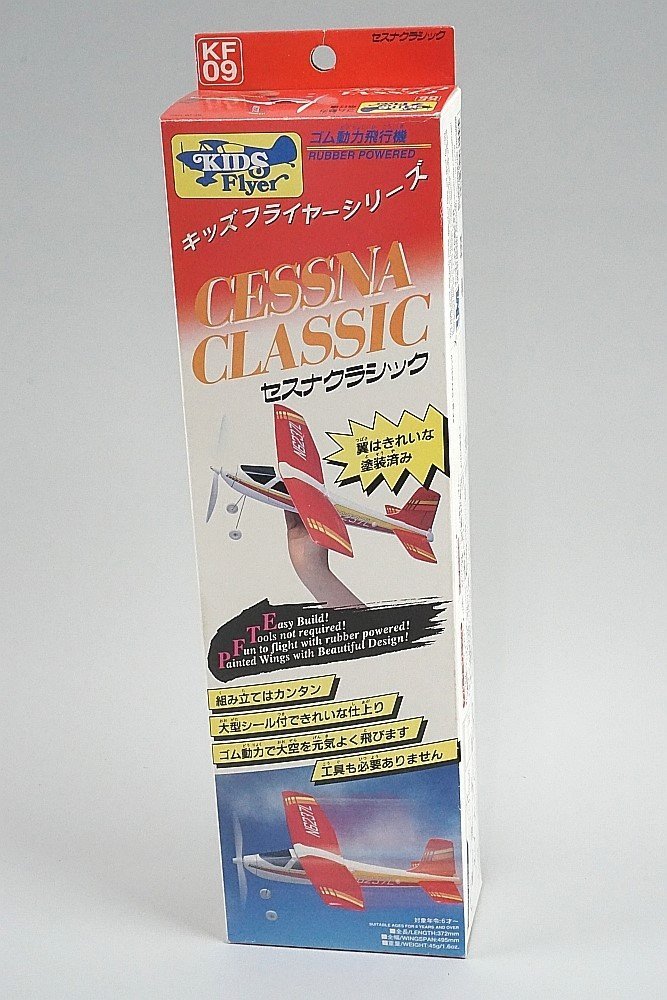 セスナクラシック
KF
09
KIDS
Flyer
ゴム動力飛行機
RUBBER POWERED
キッズフライヤーシリーズ
CESSNA
CLASSIC
セスナクラシック
翼はきれいな
塗装済み
N5237L
Easy Build!
Tools not required!
Fun to flight with rubber powered!
Painted Wings with Beautiful Design!
組み立てはカンタン
大型シール付できれいな仕上り
ゴム動力で大空を元気よく飛びます
工具も必要ありません
N5237L
対象年令:6才〜
SUITABLE AGES FOR 6 YEARS AND OVER
■全長/LENGTH:372mm
■全幅/WINGSPAN:495mm
■重量/WEIGHT:45g/1.6oz.